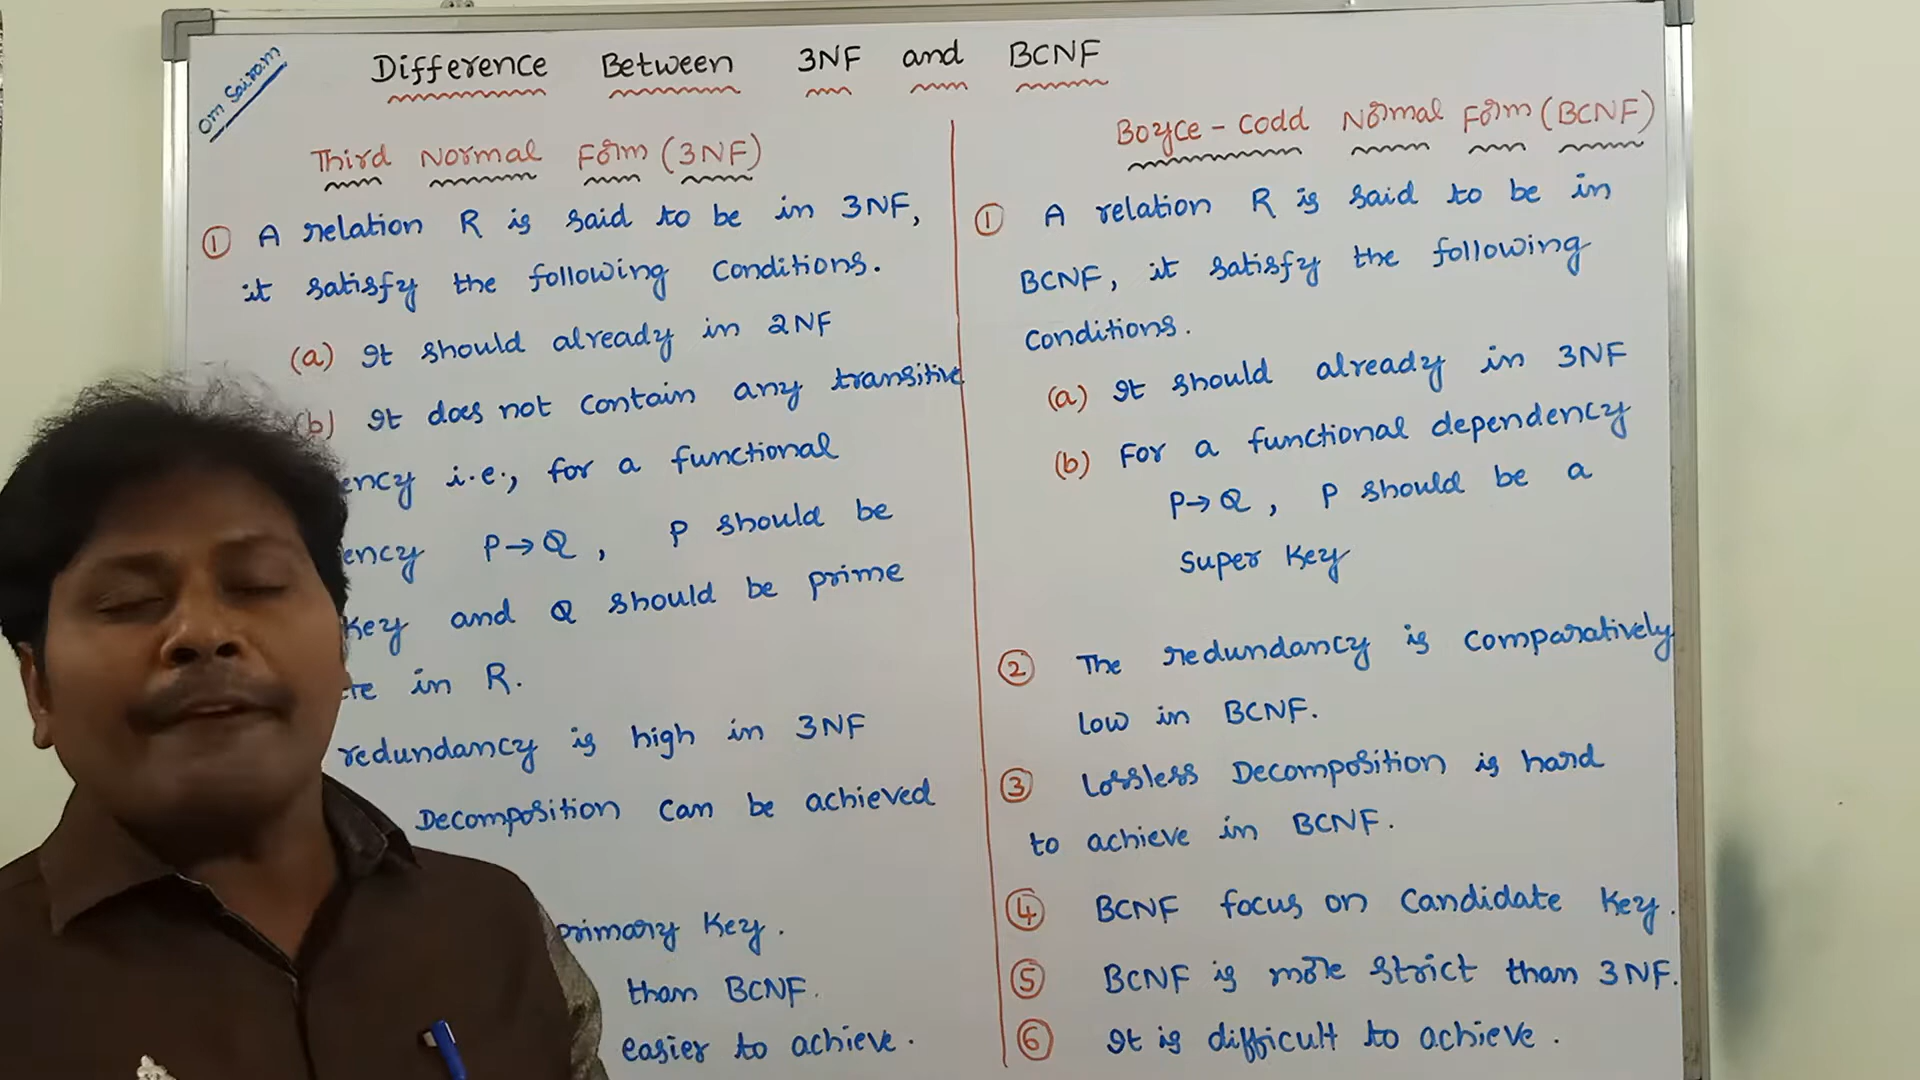 Om Sairam
Difference Between 3NF and BCNF
Third Normal Form (3NF)
① A relation R is said to be in 3NF,
it satisfy the following conditions.
(a) It should already in 2NF
(b) It does not contain any transitive
ency i.e., for a functional
ency P→Q, P should be
key and Q should be prime
in R.
redundancy is high in 3NF
Decomposition can be achieved
primary key.
than BCNF.
easier to achieve.
Boyce-Codd Normal Form (BCNF)
① A relation R is said to be in
BCNF, it satisfy the following
conditions.
(a) It should already in 3NF
(b) For a functional dependency
P→Q, P should be a
Super key
② The redundancy is comparatively
low in BCNF.
③ Lossless Decomposition is hard
to achieve in BCNF.
④ BCNF focus on candidate key.
⑤ BCNF is more strict than 3NF.
⑥ It is difficult to achieve.